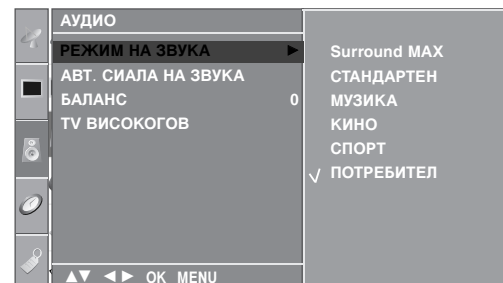 АУДИО
РЕЖИМ НА ЗВУКА ►
АВТ. СИАЛА НА ЗВУКА
БАЛАНС 0
TV ВИСОКОГОВ
▲▼ ◄► OK MENU
Surround MAX
СТАНДАРТЕН
МУЗИКА
КИНО
СПОРТ
√ ПОТРЕБИТЕЛ